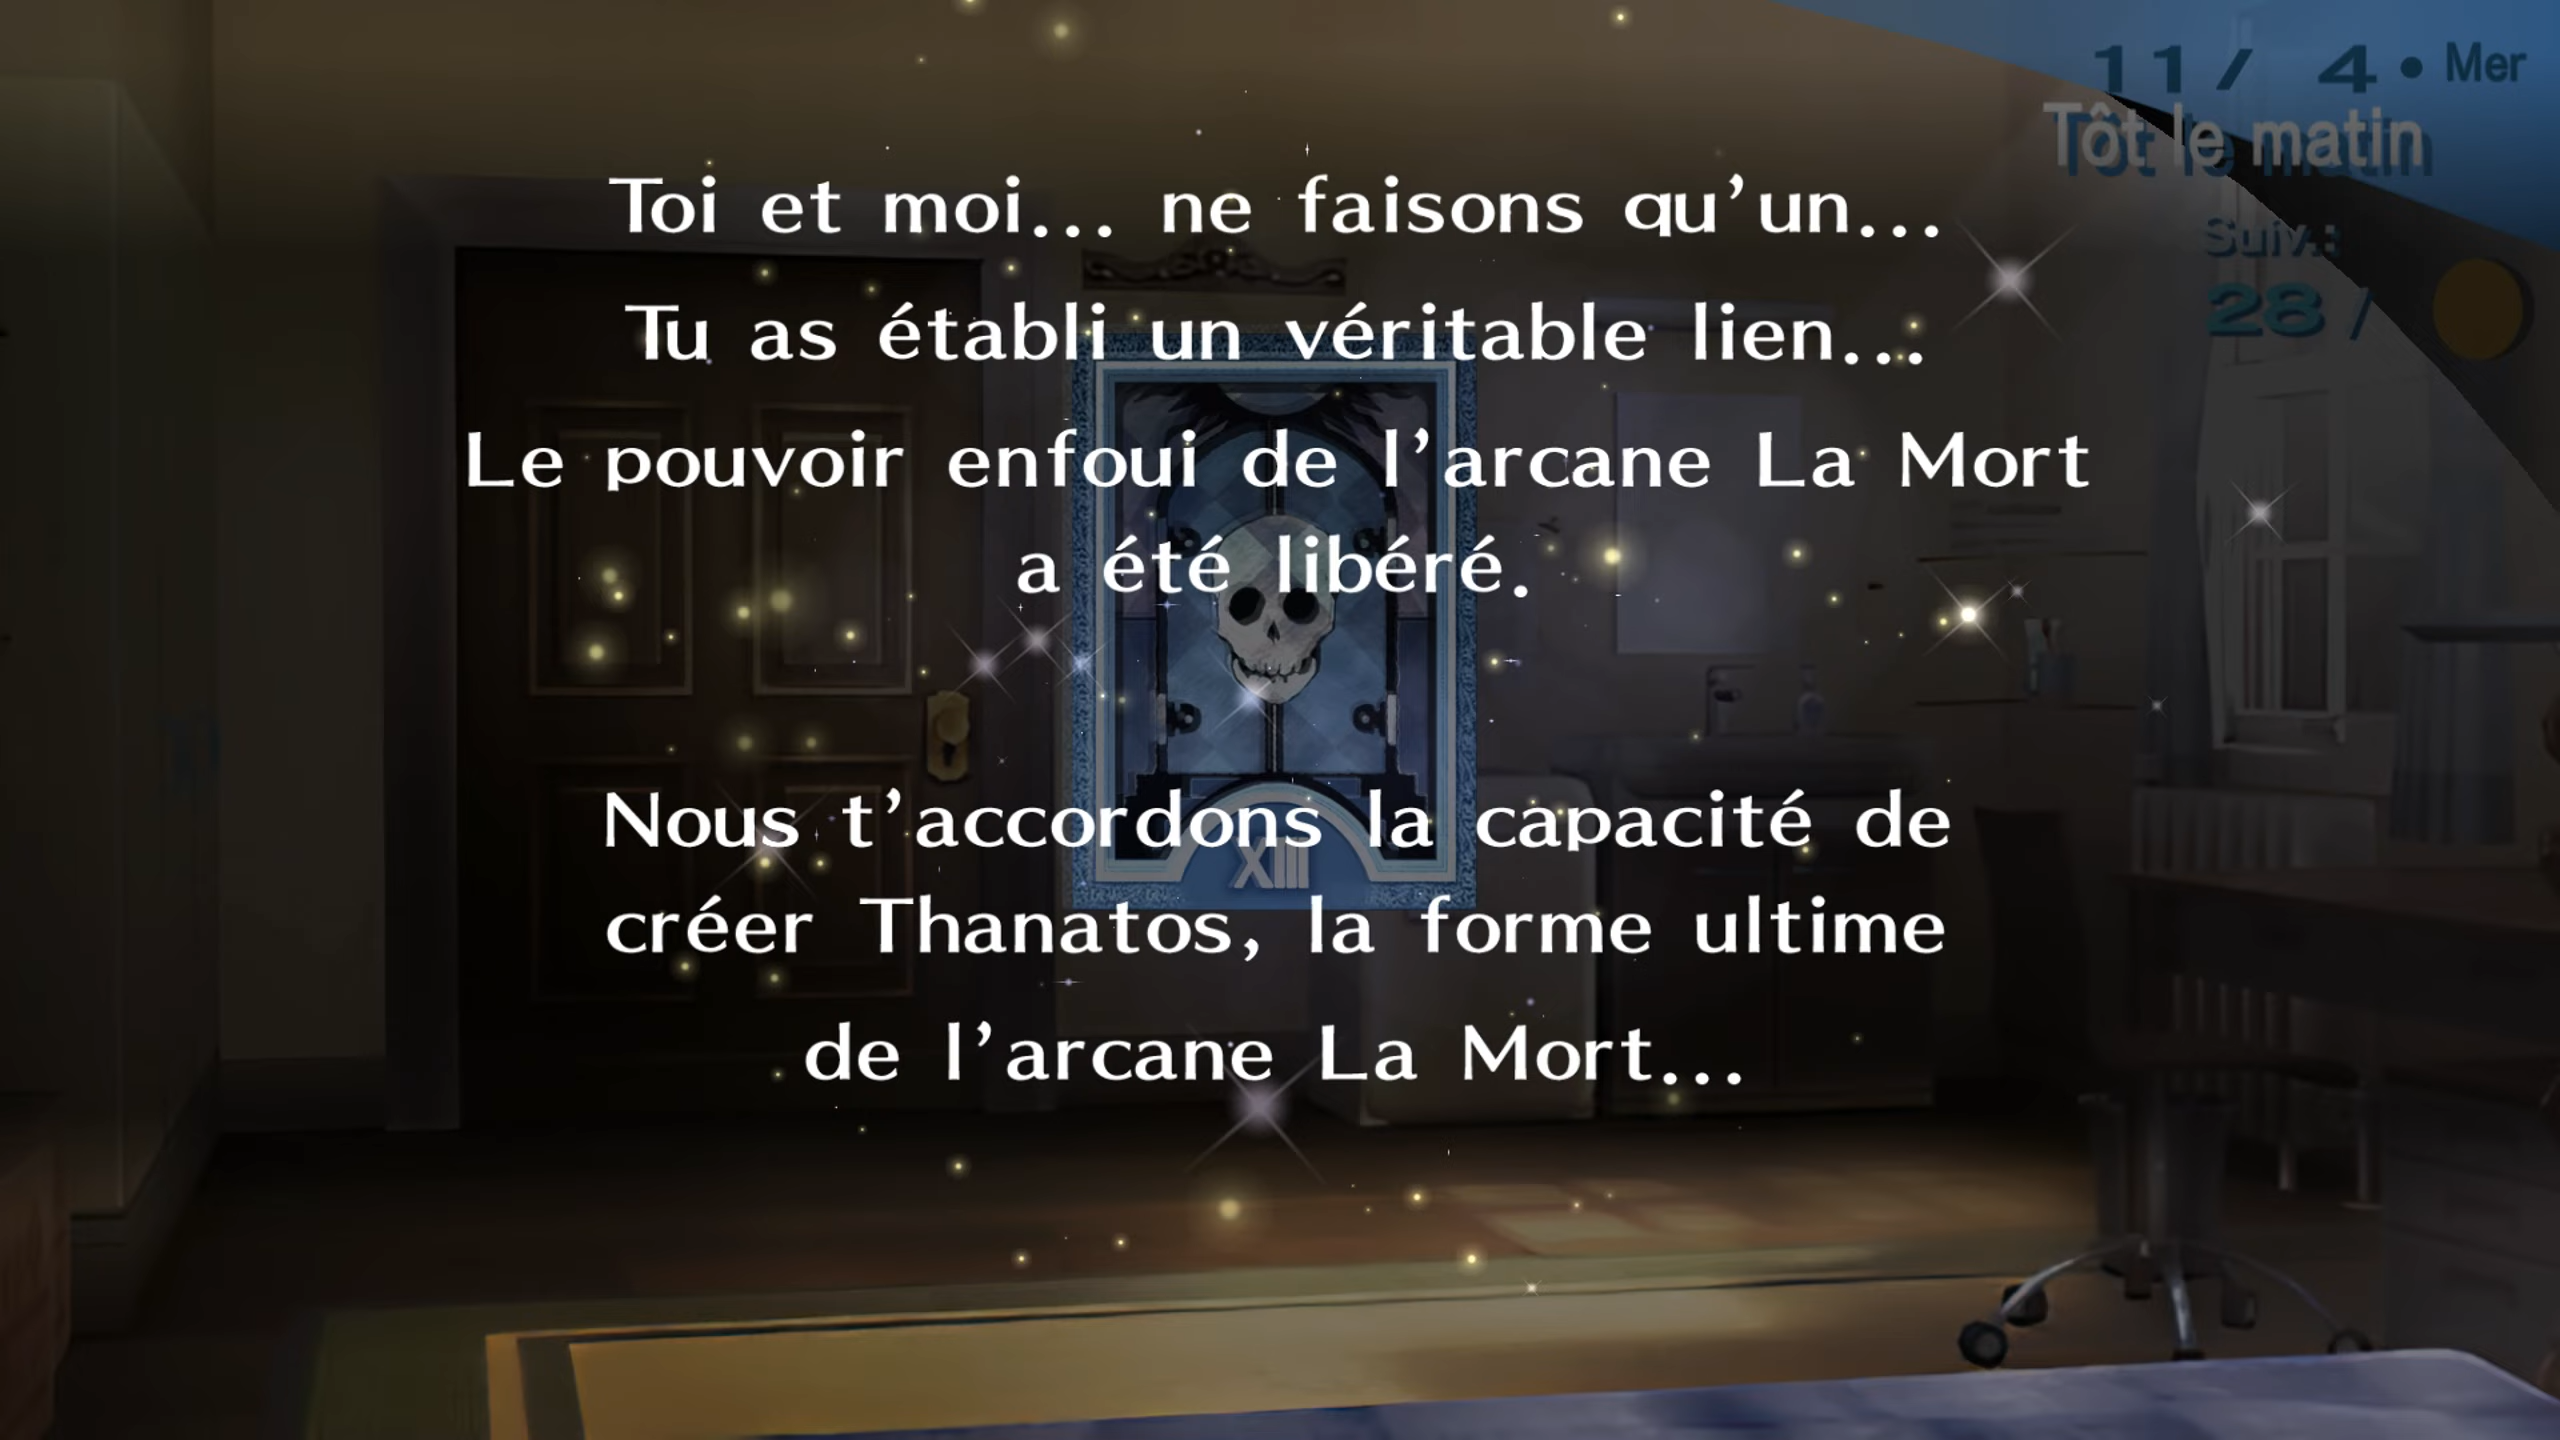 11/ 4 • Mer
Tôt le matin
Suiv.:
28 /
Toi et moi... ne faisons qu'un...
Tu as établi un véritable lien...
Le pouvoir enfoui de l'arcane La Mort
a été libéré.
XIII
Nous t'accordons la capacité de
créer Thanatos, la forme ultime
de l'arcane La Mort...